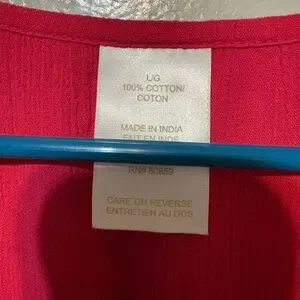 L/G
100% COTTON/
COTON
MADE IN INDIA
FAIT EN INDE
RN# 80859
CARE ON REVERSE
ENTRETIEN AU DOS